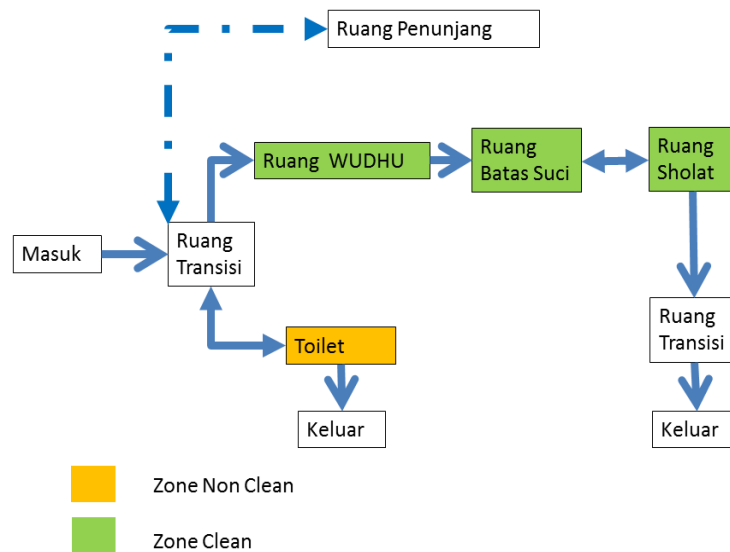 Ruang Penunjang
Ruang WUDHU
Ruang
Batas Suci
Ruang
Sholat
Masuk
Ruang
Transisi
Toilet
Ruang
Transisi
Keluar
Keluar
Zone Non Clean
Zone Clean